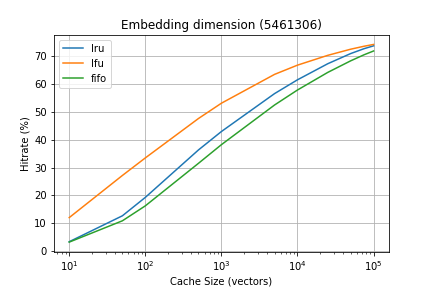 Embedding dimension (5461306)
lru
lfu
fifo
Hitrate (%)
70
60
50
40
30
20
10
0
10¹ 10² 10³ 10⁴ 10⁵
Cache Size (vectors)